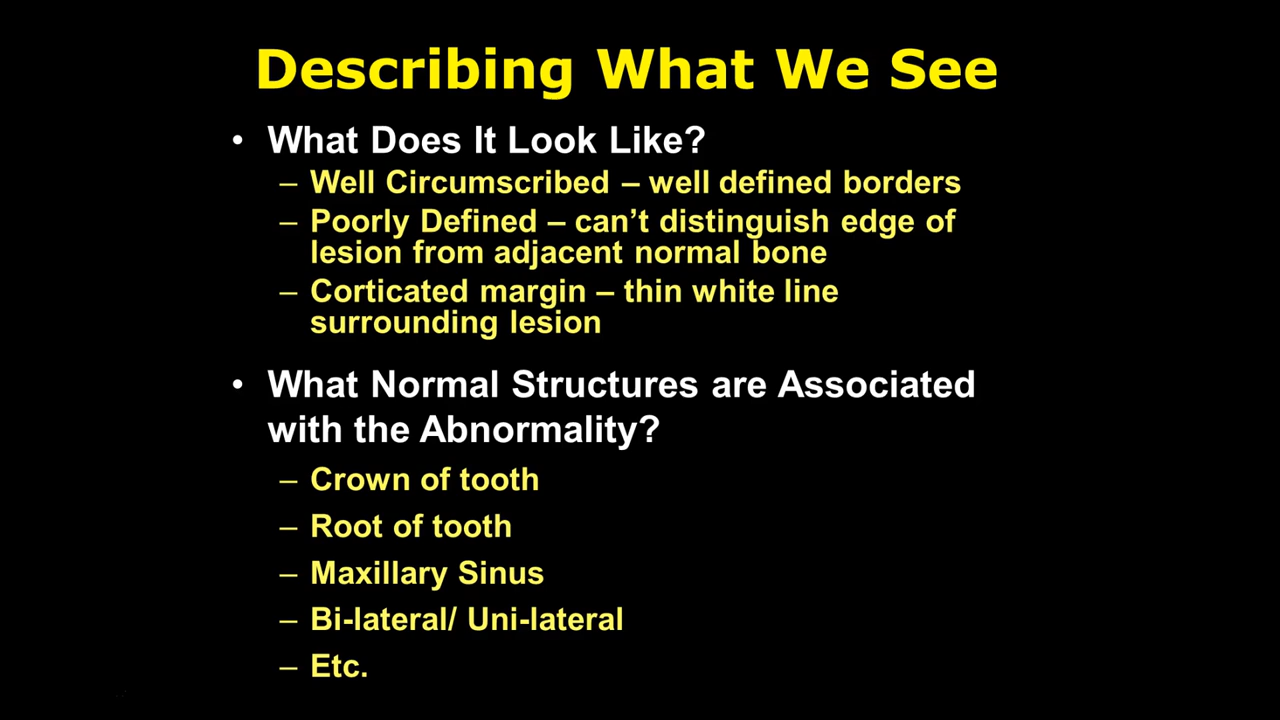 Describing What We See
• What Does It Look Like?
– Well Circumscribed – well defined borders
– Poorly Defined – can’t distinguish edge of
lesion from adjacent normal bone
– Corticated margin – thin white line
surrounding lesion
• What Normal Structures are Associated
with the Abnormality?
– Crown of tooth
– Root of tooth
– Maxillary Sinus
– Bi-lateral/ Uni-lateral
– Etc.